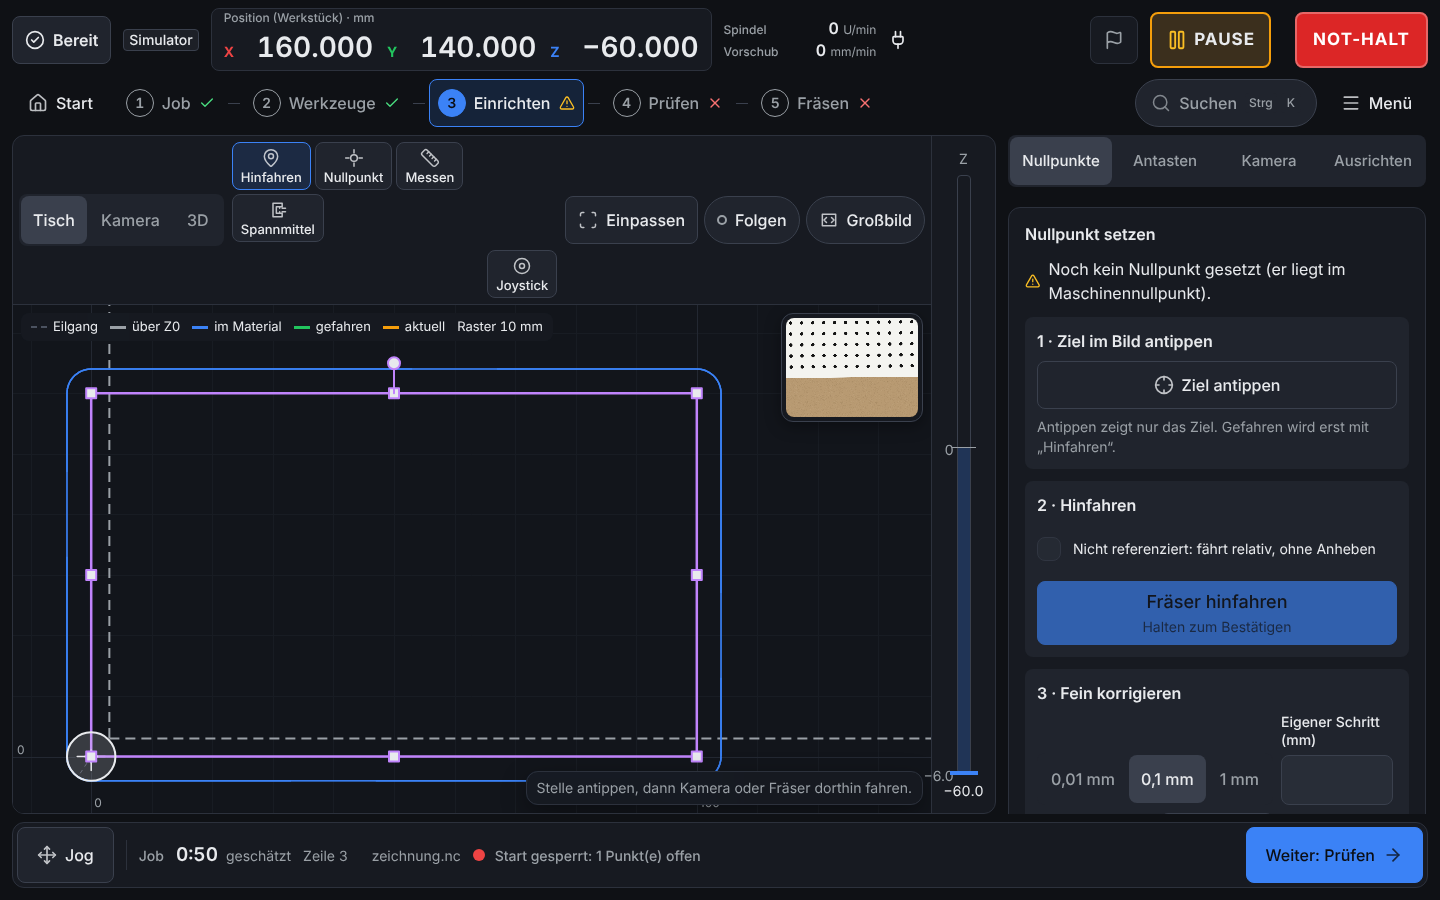 Bereit
Simulator
Position (Werkstück) · mm
X 160.000 Y 140.000 Z −60.000
Spindel 0 U/min
Vorschub 0 mm/min
PAUSE
NOT-HALT
Start
1 Job
2 Werkzeuge
3 Einrichten
4 Prüfen
5 Fräsen
Suchen Strg K
Menü
Hinfahren
Nullpunkt
Messen
Tisch
Kamera
3D
Spannmittel
Einpassen
Folgen
Großbild
Joystick
Eilgang
über Z0
im Material
gefahren
aktuell
Raster 10 mm
0
0
Stelle antippen, dann Kamera oder Fräser dorthin fahren.
Z
0
−6.0
−60.0
Nullpunkte
Antasten
Kamera
Ausrichten
Nullpunkt setzen
Noch kein Nullpunkt gesetzt (er liegt im
Maschinennullpunkt).
1 · Ziel im Bild antippen
Ziel antippen
Antippen zeigt nur das Ziel. Gefahren wird erst mit
„Hinfahren“.
2 · Hinfahren
Nicht referenziert: fährt relativ, ohne Anheben
Fräser hinfahren
Halten zum Bestätigen
3 · Fein korrigieren
Eigener Schritt
(mm)
0,01 mm
0,1 mm
1 mm
Jog
Job 0:50 geschätzt Zeile 3 zeichnung.nc
Start gesperrt: 1 Punkt(e) offen
Weiter: Prüfen